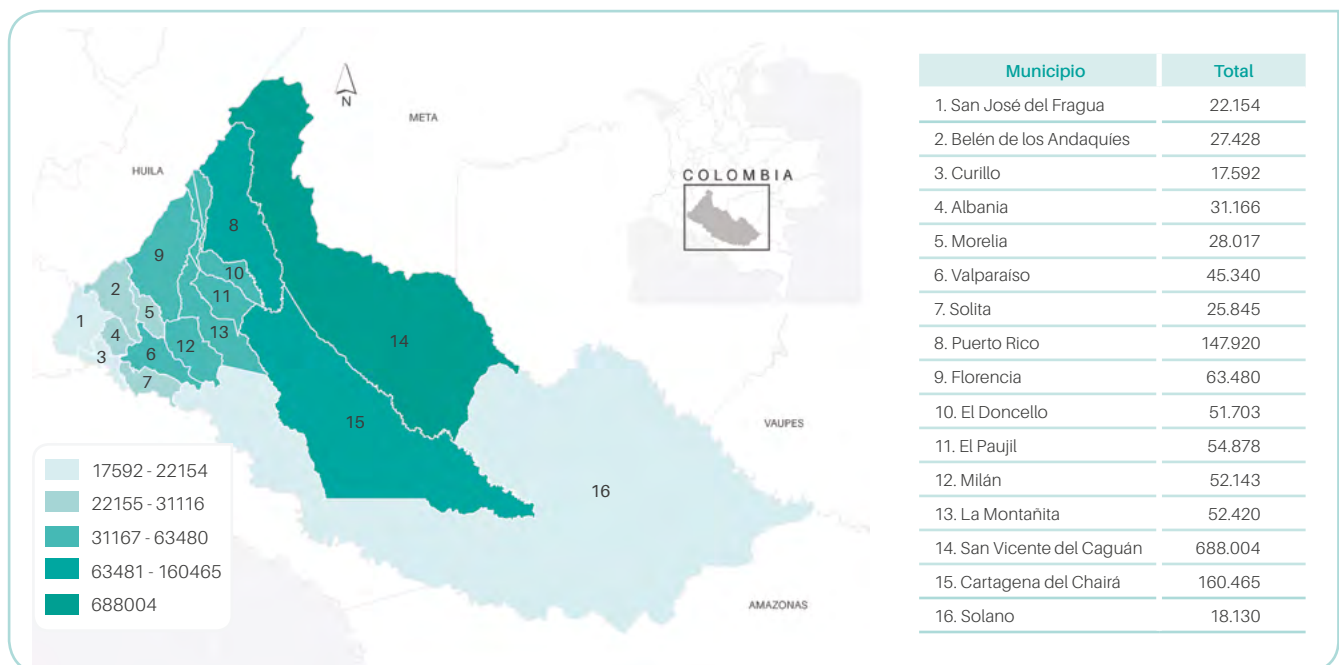 N
META
HUILA
COLOMBIA
VAUPES
AMAZONAS
1
2
3
4
5
6
7
8
9
10
11
12
13
14
15
16
17592 - 22154
22155 - 31116
31167 - 63480
63481 - 160465
688004
Municipio Total
1. San José del Fragua 22.154
2. Belén de los Andaquíes 27.428
3. Curillo 17.592
4. Albania 31.166
5. Morelia 28.017
6. Valparaíso 45.340
7. Solita 25.845
8. Puerto Rico 147.920
9. Florencia 63.480
10. El Doncello 51.703
11. El Paujil 54.878
12. Milán 52.143
13. La Montañita 52.420
14. San Vicente del Caguán 688.004
15. Cartagena del Chairá 160.465
16. Solano 18.130